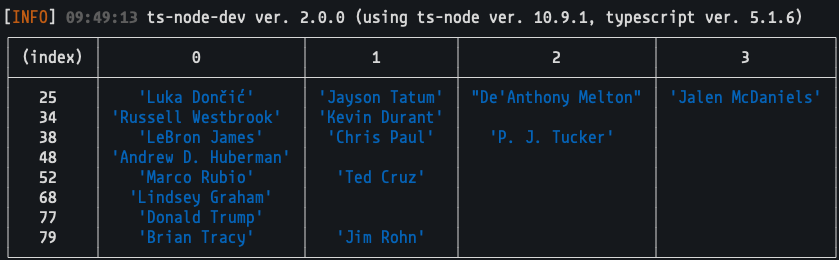 [INFO] 09:49:13 ts-node-dev ver. 2.0.0 (using ts-node ver. 10.9.1, typescript ver. 5.1.6)
(index) 0 1 2 3
25 'Luka Dončić' 'Jayson Tatum' "De'Anthony Melton" 'Jalen McDaniels'
34 'Russell Westbrook' 'Kevin Durant'
38 'LeBron James' 'Chris Paul' 'P. J. Tucker'
48 'Andrew D. Huberman'
52 'Marco Rubio' 'Ted Cruz'
68 'Lindsey Graham'
77 'Donald Trump'
79 'Brian Tracy' 'Jim Rohn'